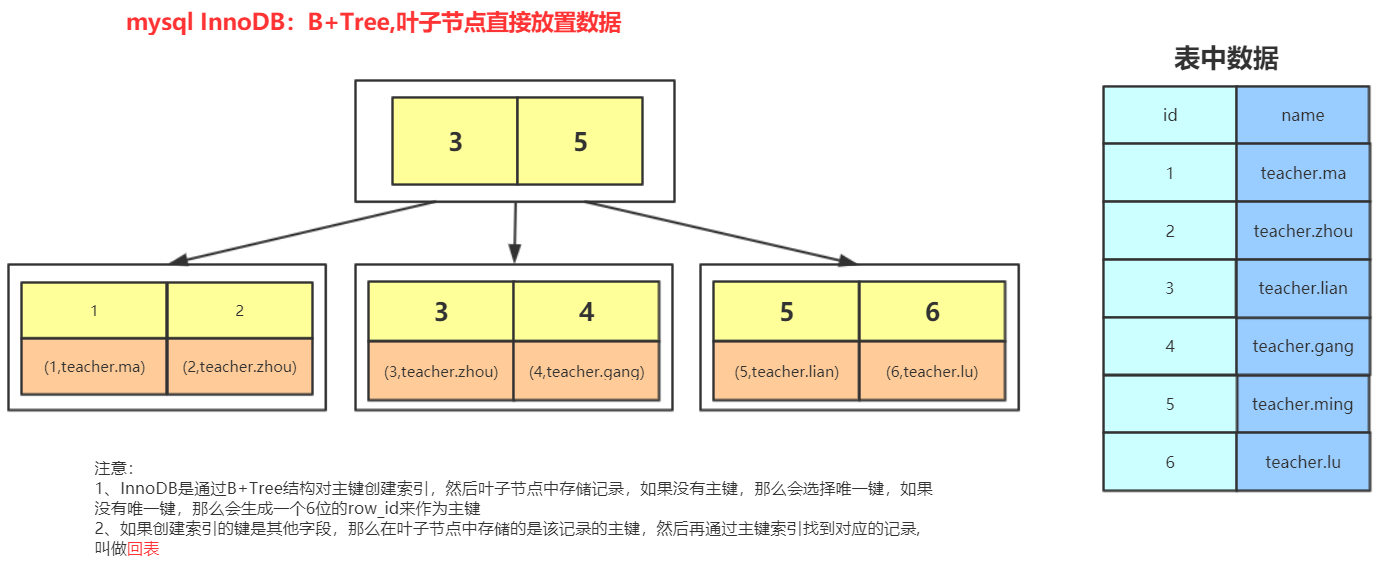 mysql InnoDB：B+Tree,叶子节点直接放置数据
表中数据
3 5
1 2
(1,teacher.ma) (2,teacher.zhou)
3 4
(3,teacher.zhou) (4,teacher.gang)
5 6
(5,teacher.lian) (6,teacher.lu)
id name
1 teacher.ma
2 teacher.zhou
3 teacher.lian
4 teacher.gang
5 teacher.ming
6 teacher.lu
注意：
1、InnoDB是通过B+Tree结构对主键创建索引，然后叶子节点中存储记录，如果没有主键，那么会选择唯一键，如果
没有唯一键，那么会生成一个6位的row_id来作为主键
2、如果创建索引的键是其他字段，那么在叶子节点中存储的是该记录的主键，然后再通过主键索引找到对应的记录,
叫做回表